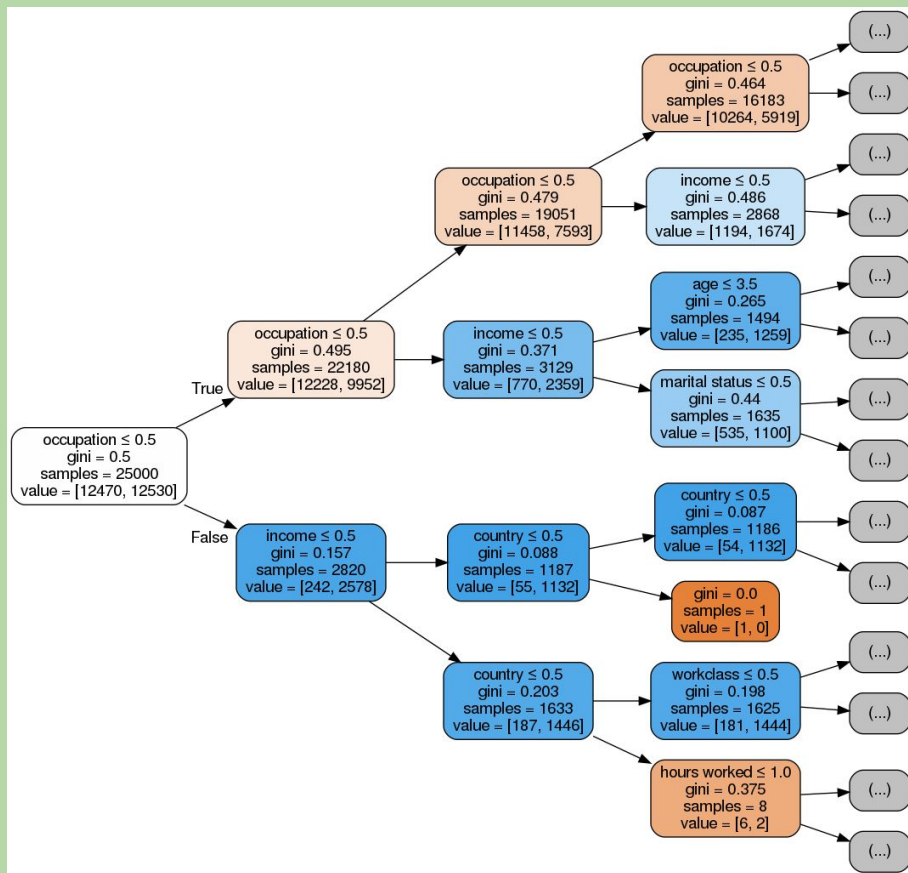 (...)
occupation ≤ 0.5
gini = 0.464
samples = 16183
value = [10264, 5919]
(...)
(...)
occupation ≤ 0.5
gini = 0.479
samples = 19051
value = [11458, 7593]
income ≤ 0.5
gini = 0.486
samples = 2868
value = [1194, 1674]
(...)
(...)
age ≤ 3.5
gini = 0.265
samples = 1494
value = [235, 1259]
(...)
occupation ≤ 0.5
gini = 0.495
samples = 22180
value = [12228, 9952]
income ≤ 0.5
gini = 0.371
samples = 3129
value = [770, 2359]
True
marital status ≤ 0.5
gini = 0.44
samples = 1635
value = [535, 1100]
(...)
(...)
occupation ≤ 0.5
gini = 0.5
samples = 25000
value = [12470, 12530]
False
income ≤ 0.5
gini = 0.157
samples = 2820
value = [242, 2578]
country ≤ 0.5
gini = 0.088
samples = 1187
value = [55, 1132]
country ≤ 0.5
gini = 0.087
samples = 1186
value = [54, 1132]
(...)
(...)
gini = 0.0
samples = 1
value = [1, 0]
country ≤ 0.5
gini = 0.203
samples = 1633
value = [187, 1446]
workclass ≤ 0.5
gini = 0.198
samples = 1625
value = [181, 1444]
(...)
(...)
hours worked ≤ 1.0
gini = 0.375
samples = 8
value = [6, 2]
(...)
(...)